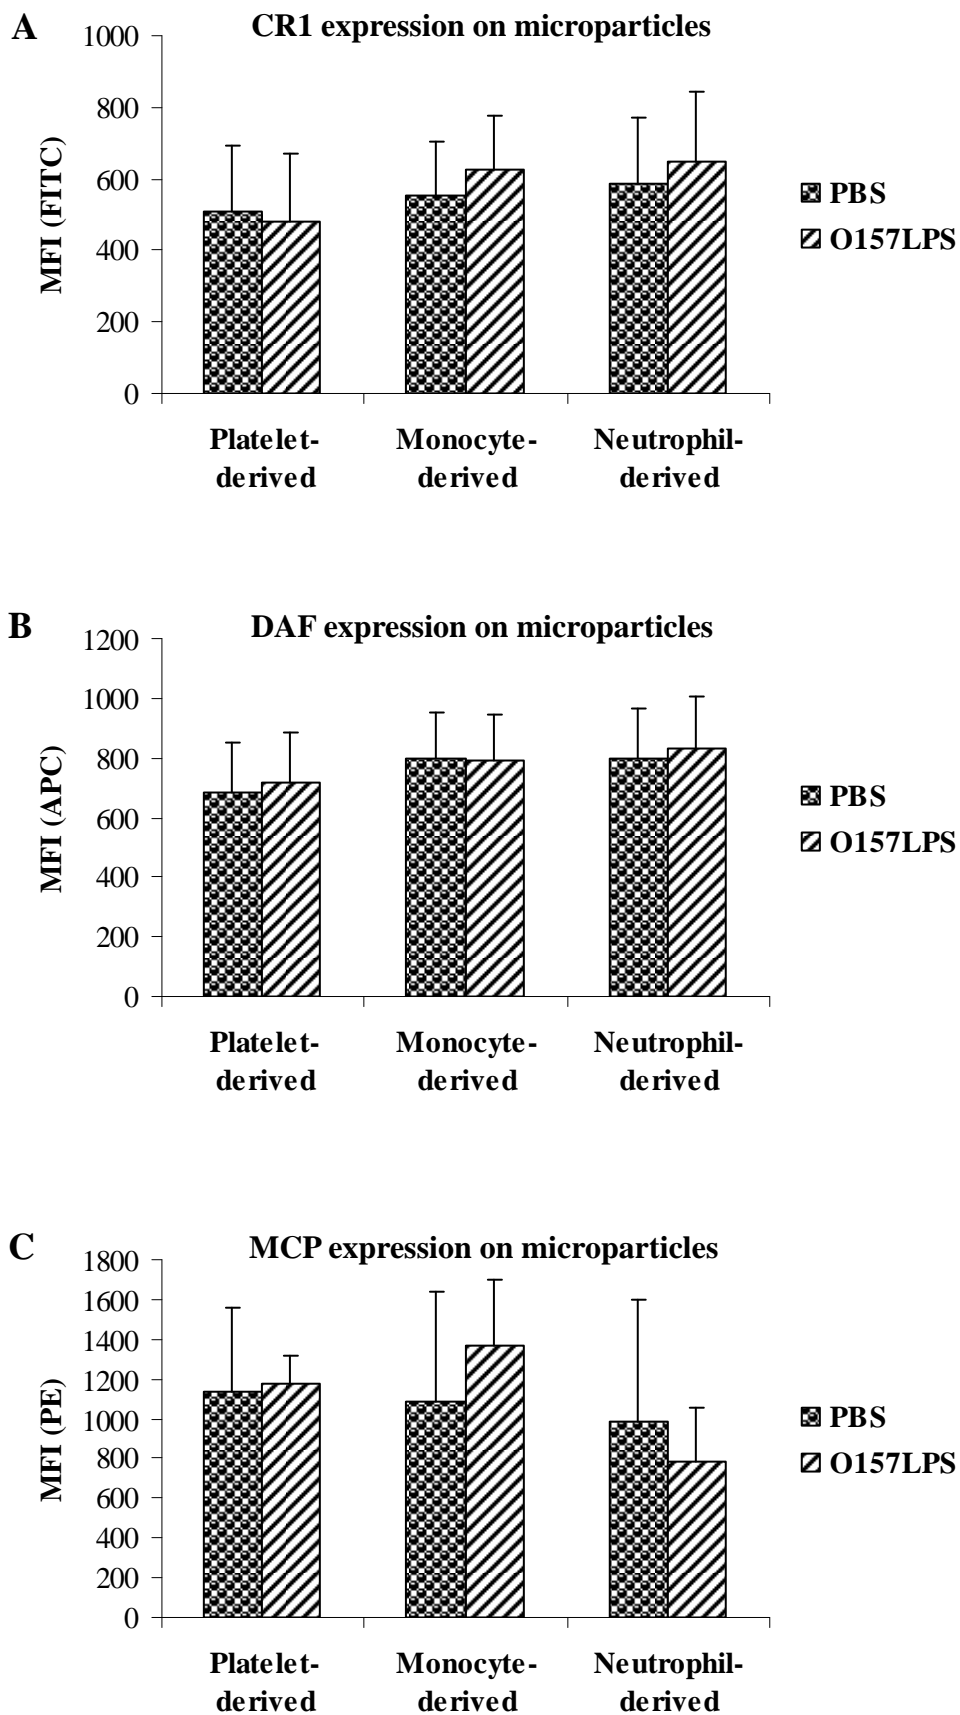 A
CR1 expression on microparticles
1000
800
600
400
200
0
MFI (FITC)
Platelet-
derived
Monocyte-
derived
Neutrophil-
derived
PBS
O157LPS
B
DAF expression on microparticles
1200
1000
800
600
400
200
0
MFI (APC)
Platelet-
derived
Monocyte-
derived
Neutrophil-
derived
PBS
O157LPS
C
MCP expression on microparticles
1800
1600
1400
1200
1000
800
600
400
200
0
MFI (PE)
Platelet-
derived
Monocyte-
derived
Neutrophil-
derived
PBS
O157LPS